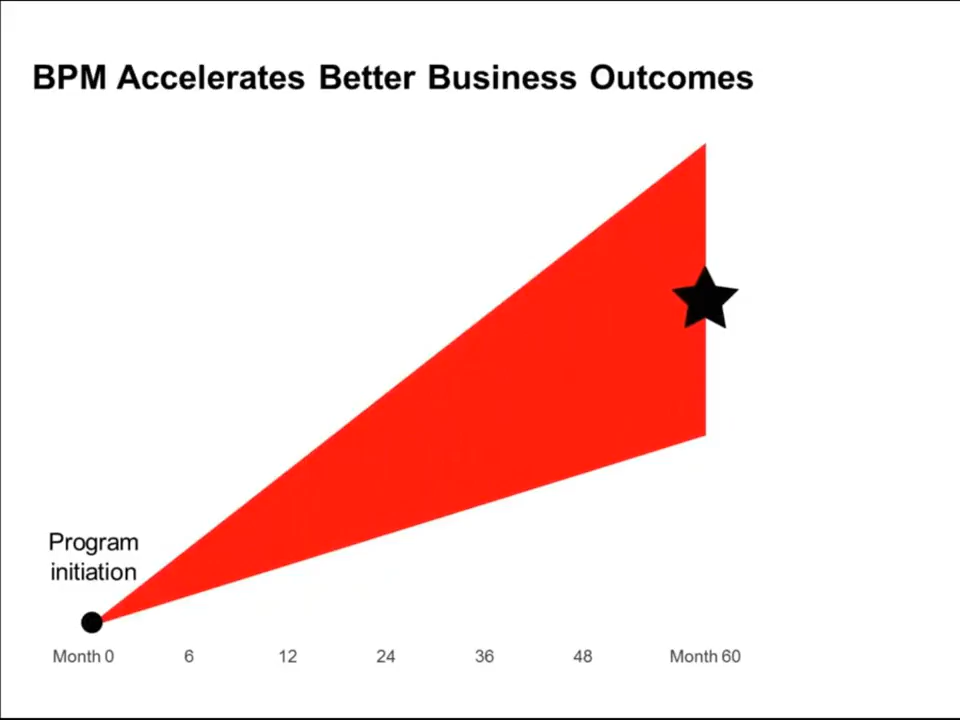 BPM Accelerates Better Business Outcomes
Program
initiation
Month 0 6 12 24 36 48 Month 60